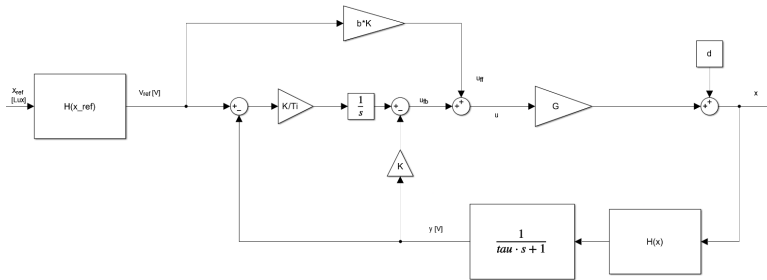 b*K
d
x_ref
[Lux]
H(x_ref)
V_ref [V]
+
−
K/Ti
1
s
+
−
u_fb
u_ff
+
+
u
G
+
+
x
K
y [V]
1
tau · s + 1
H(x)